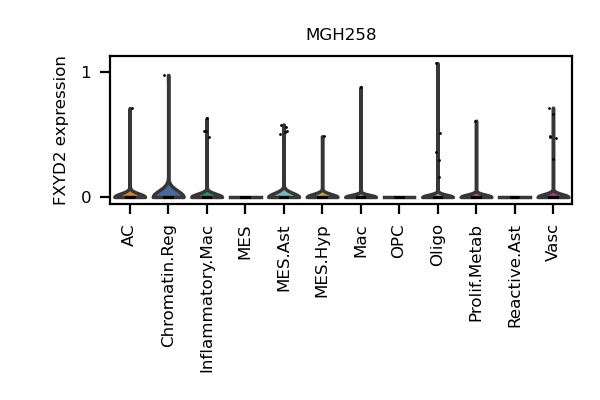 MGH258
FXYD2 expression
1
0
AC
Chromatin.Reg
Inflammatory.Mac
MES
MES.Ast
MES.Hyp
Mac
OPC
Oligo
Prolif.Metab
Reactive.Ast
Vasc